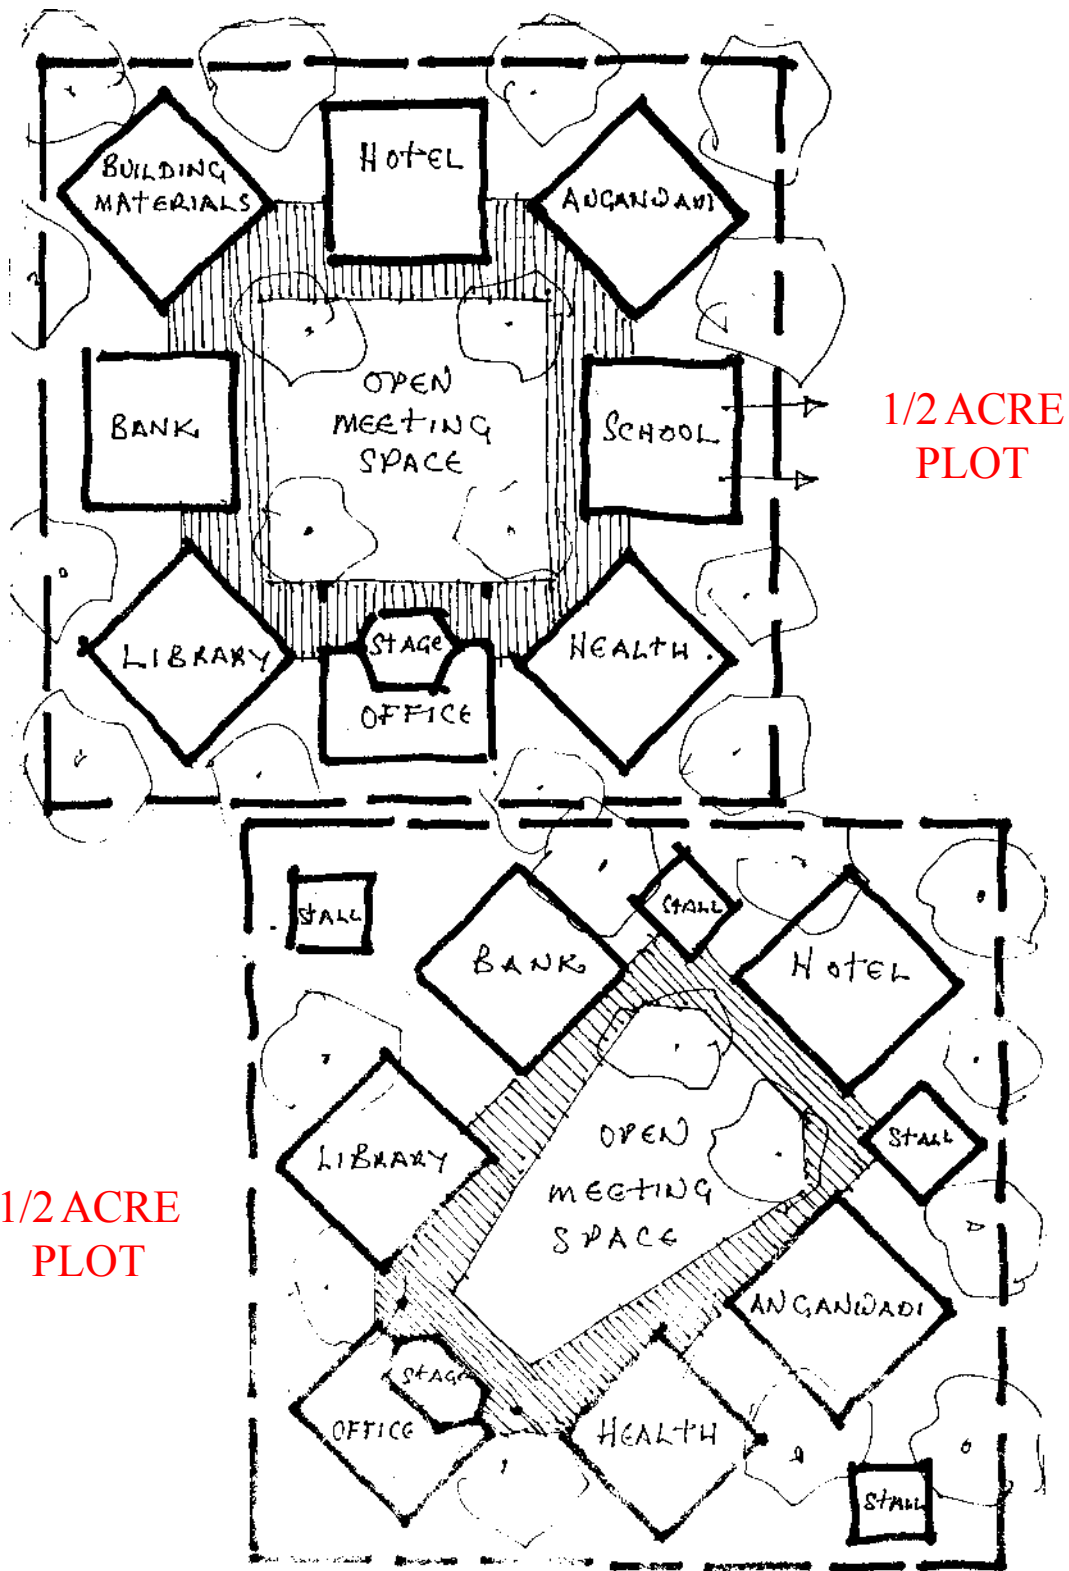 HOTEL
BUILDING
MATERIALS
ANGANWADI
OPEN
MEETING
SPACE
BANK
SCHOOL
1/2 ACRE
PLOT
LIBRARY
STAGE
HEALTH
OFFICE
STALL
STALL
BANK
HOTEL
OPEN
MEETING
SPACE
STALL
LIBRARY
1/2 ACRE
PLOT
ANGANWADI
STAGE
OFFICE
HEALTH
STALL